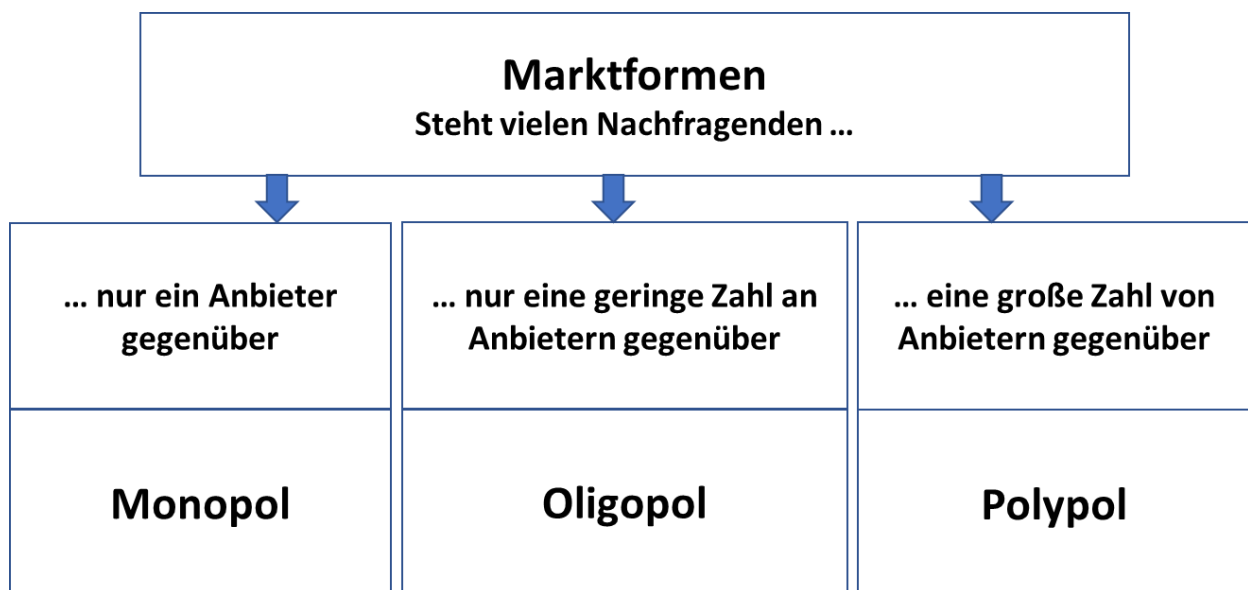 Marktformen
Steht vielen Nachfragenden …
… nur ein Anbieter
gegenüber
… nur eine geringe Zahl an
Anbietern gegenüber
… eine große Zahl von
Anbietern gegenüber
Monopol
Oligopol
Polypol